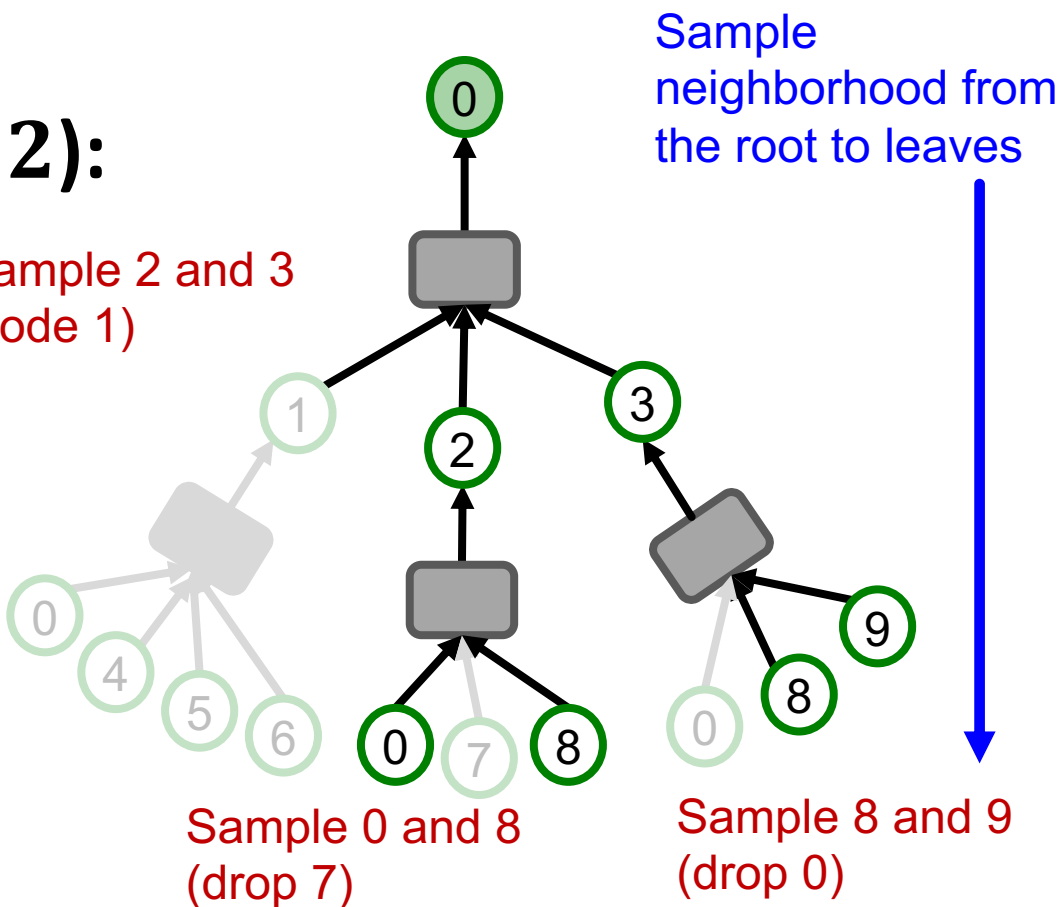 Sample
neighborhood from
the root to leaves
0
2):
ample 2 and 3
ode 1)
1
2
3
0
4
5
6
0
7
8
0
8
9
Sample 0 and 8
(drop 7)
Sample 8 and 9
(drop 0)